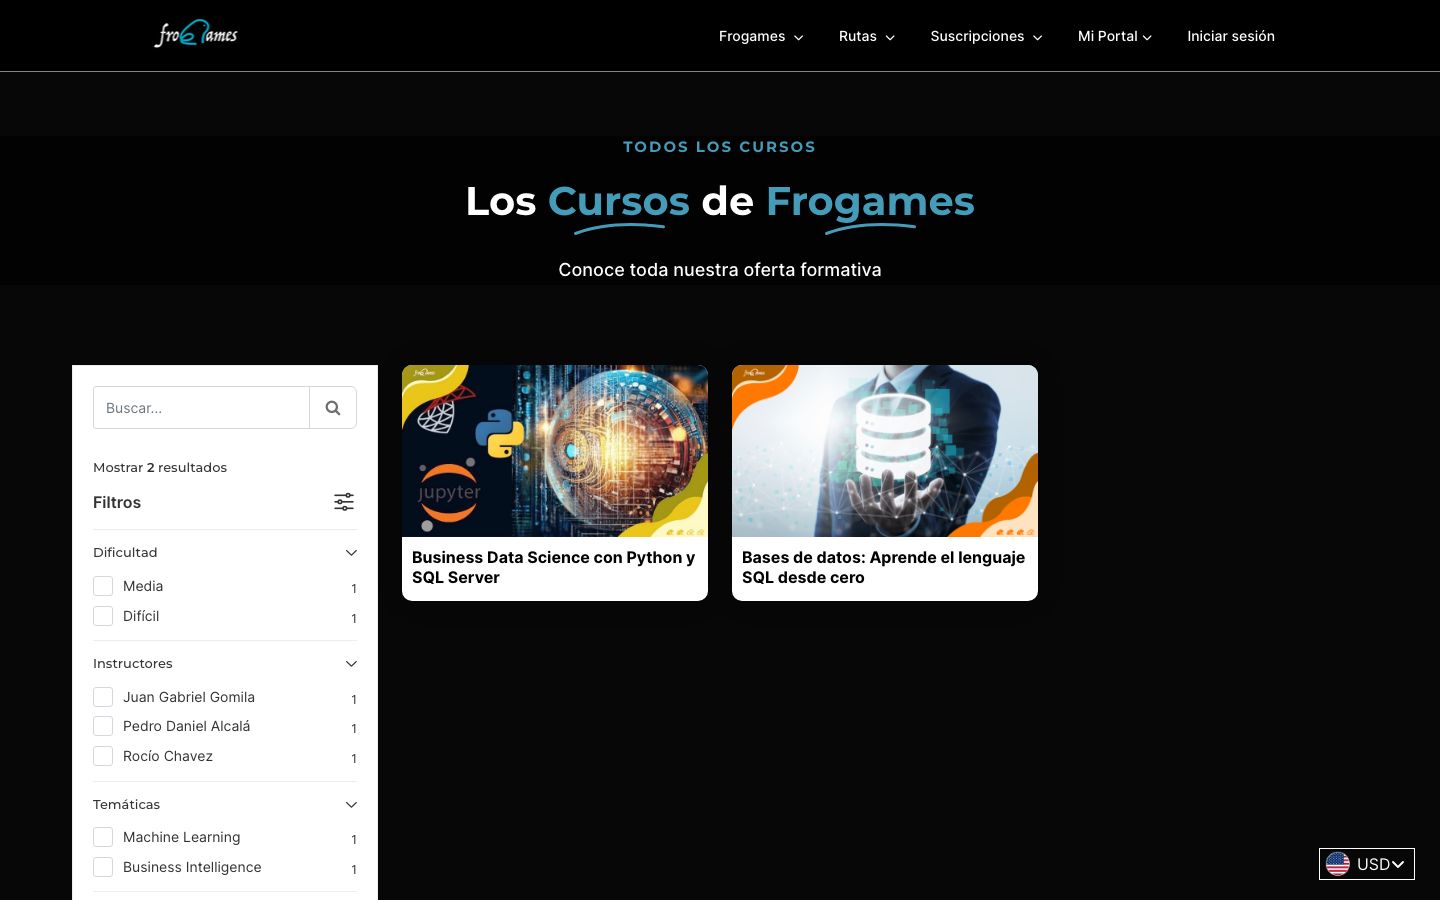 froGames
Frogames
Rutas
Suscripciones
Mi Portal
Iniciar sesión
TODOS LOS CURSOS
Los Cursos de Frogames
Conoce toda nuestra oferta formativa
Buscar...
Mostrar 2 resultados
Filtros
Dificultad
Media 1
Difícil 1
Instructores
Juan Gabriel Gomila 1
Pedro Daniel Alcalá 1
Rocío Chavez 1
Temáticas
Machine Learning 1
Business Intelligence 1
jupyter
Business Data Science con Python y
SQL Server
Bases de datos: Aprende el lenguaje
SQL desde cero
USD